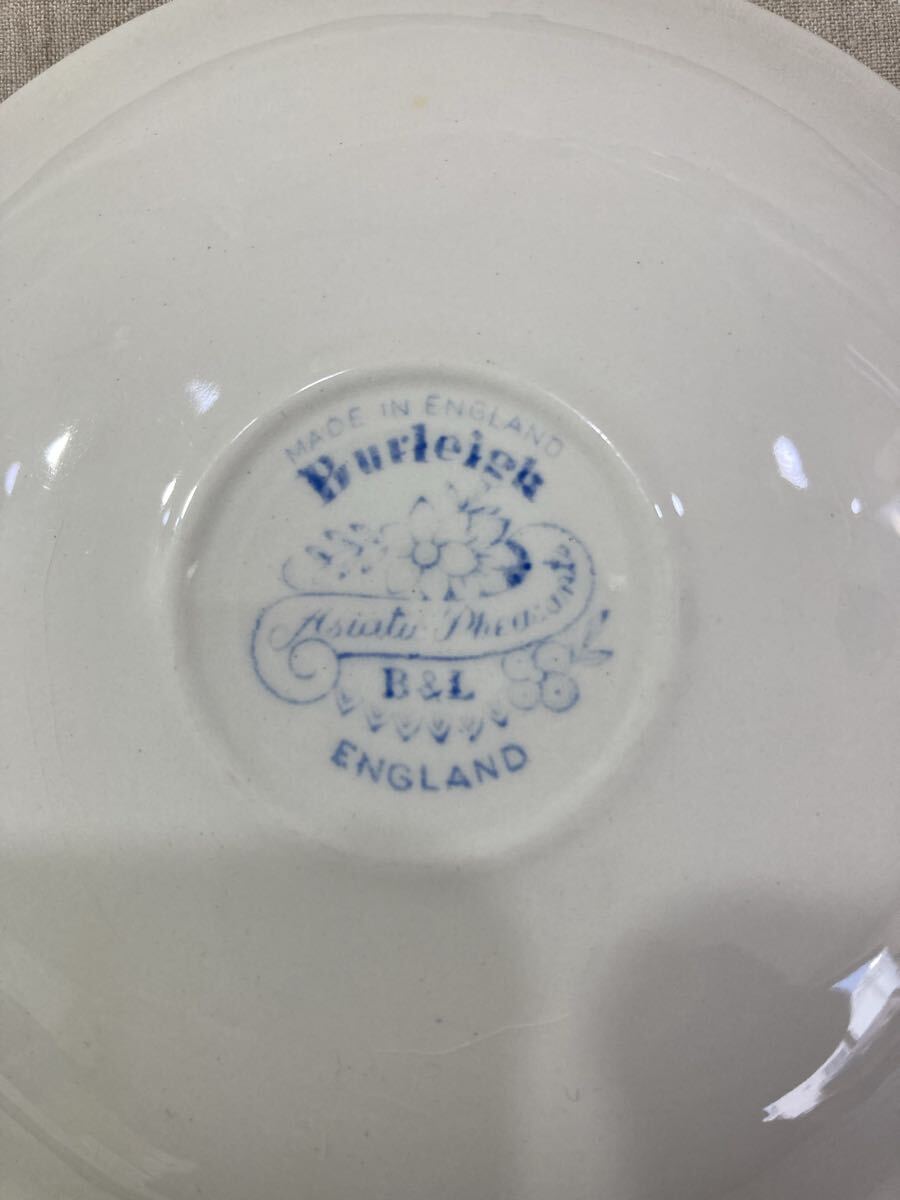 MADE IN ENGLAND
Burleigh
Asiatic Pheasants
B&L
ENGLAND